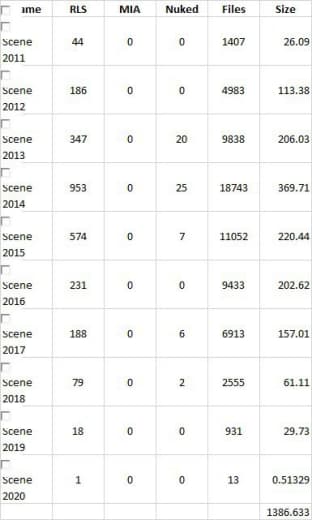 ame RLS MIA Nuked Files Size
Scene
2011 44 0 0 1407 26.09
Scene
2012 186 0 0 4983 113.38
Scene
2013 347 0 20 9838 206.03
Scene
2014 953 0 25 18743 369.71
Scene
2015 574 0 7 11052 220.44
Scene
2016 231 0 0 9433 202.62
Scene
2017 188 0 6 6913 157.01
Scene
2018 79 0 2 2555 61.11
Scene
2019 18 0 0 931 29.73
Scene
2020 1 0 0 13 0.51329
1386.633